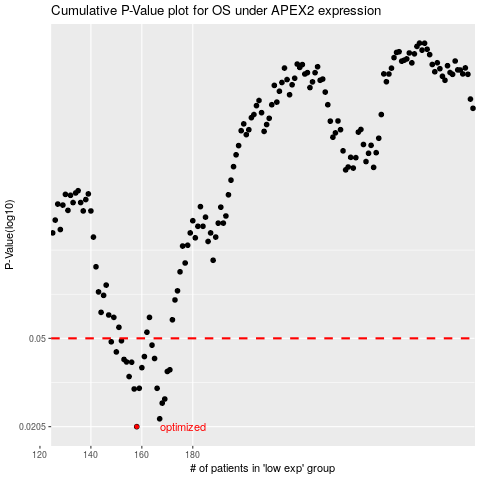 Cumulative P-Value plot for OS under APEX2 expression
P-Value(log10)
0.05
0.0205
optimized
120 140 160 180
# of patients in 'low exp' group